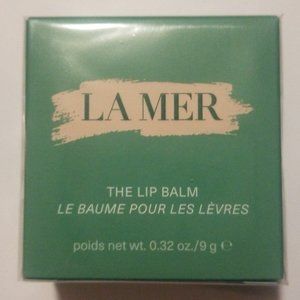 LA MER
THE LIP BALM
LE BAUME POUR LES LÈVRES
poids net wt. 0.32 oz./9 g ℮